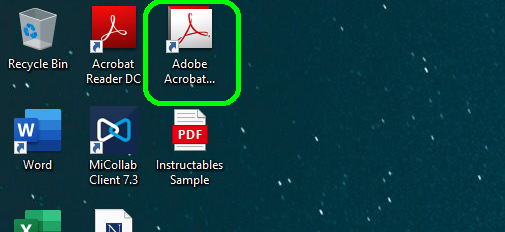 Recycle Bin
Acrobat
Reader DC
Adobe
Acrobat...
W
PDF
Word
MiCollab
Client 7.3
Instructables
Sample
X
N